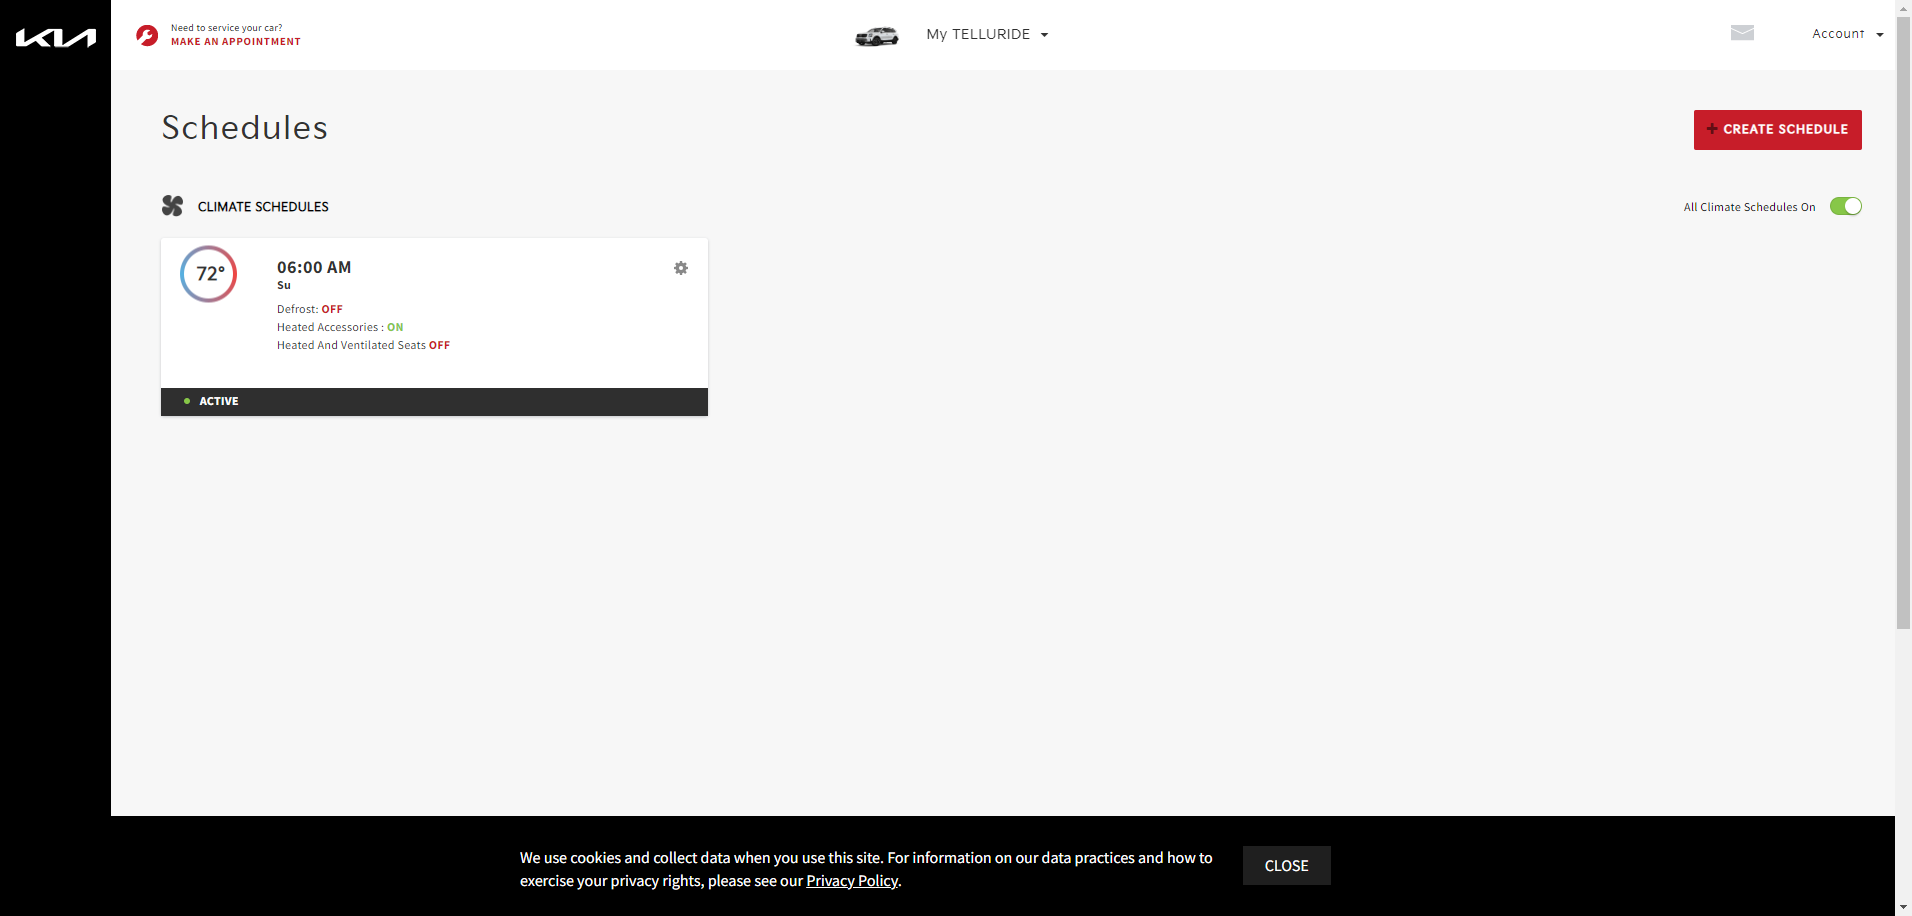 KIA
Need to service your car?
MAKE AN APPOINTMENT
My TELLURIDE
Account
Schedules
+ CREATE SCHEDULE
CLIMATE SCHEDULES
All Climate Schedules On
72°
06:00 AM
Su
Defrost: OFF
Heated Accessories : ON
Heated And Ventilated Seats OFF
ACTIVE
We use cookies and collect data when you use this site. For information on our data practices and how to
exercise your privacy rights, please see our Privacy Policy.
CLOSE